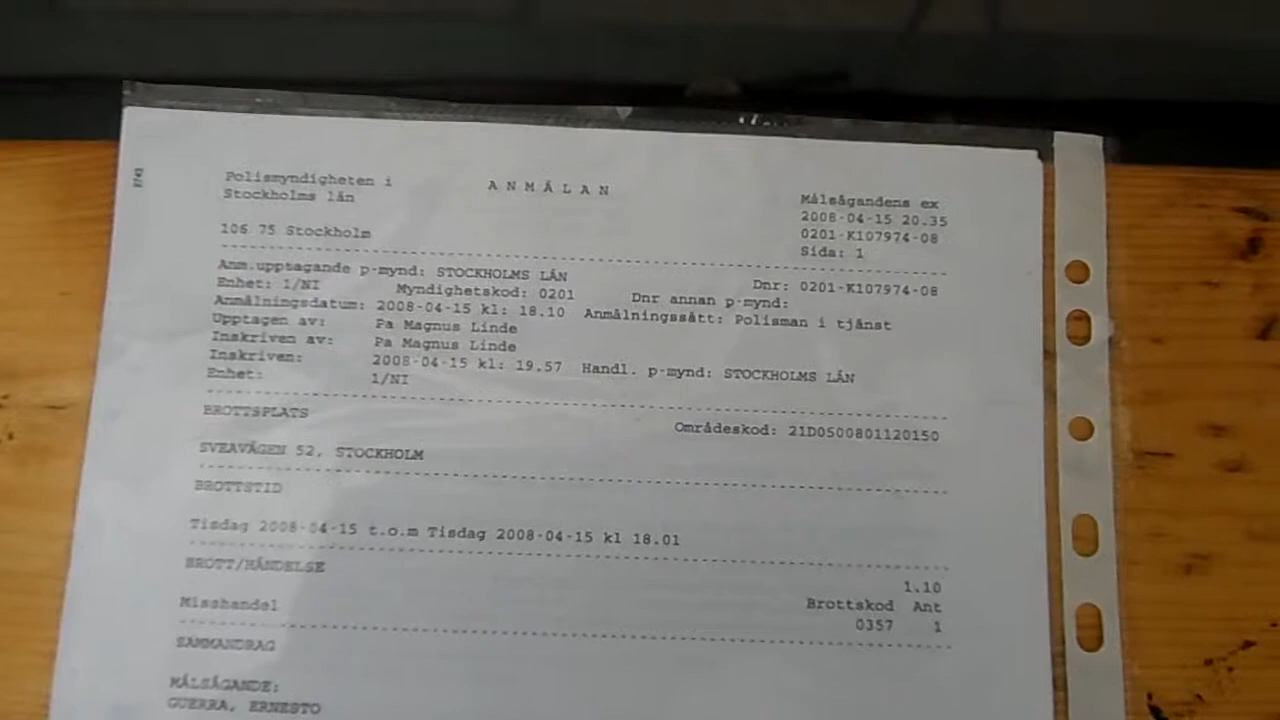 Polismyndigheten i
Stockholms län
A N M Ä L A N
Målsägandens ex
2008-04-15 20.35
0201-K107974-08
Sida: 1
106 75 Stockholm
Anm.upptagande p-mynd: STOCKHOLMS LÄN Dnr: 0201-K107974-08
Enhet: 1/NI Myndighetskod: 0201 Dnr annan p-mynd:
Anmälningsdatum: 2008-04-15 kl: 18.10 Anmälningssätt: Polisman i tjänst
Upptagen av: Pa Magnus Linde
Inskriven av: Pa Magnus Linde
Inskriven: 2008-04-15 kl: 19.57 Handl. p-mynd: STOCKHOLMS LÄN
Enhet: 1/NI
BROTTSPLATS Områdeskod: 21D0500801120150
SVEAVÄGEN 52, STOCKHOLM
BROTTSTID
Tisdag 2008-04-15 t.o.m Tisdag 2008-04-15 kl 18.01
BROTT/HÄNDELSE 1.10
Brottskod Ant
Misshandel 0357 1
SAMMANDRAG
MÅLSÄGANDE:
GUERRA, ERNESTO